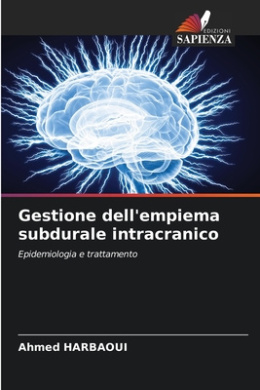 EDIZIONI
SAPIENZA
Gestione dell'empiema
subdurale intracranico
Epidemiologia e trattamento
Ahmed HARBAOUI